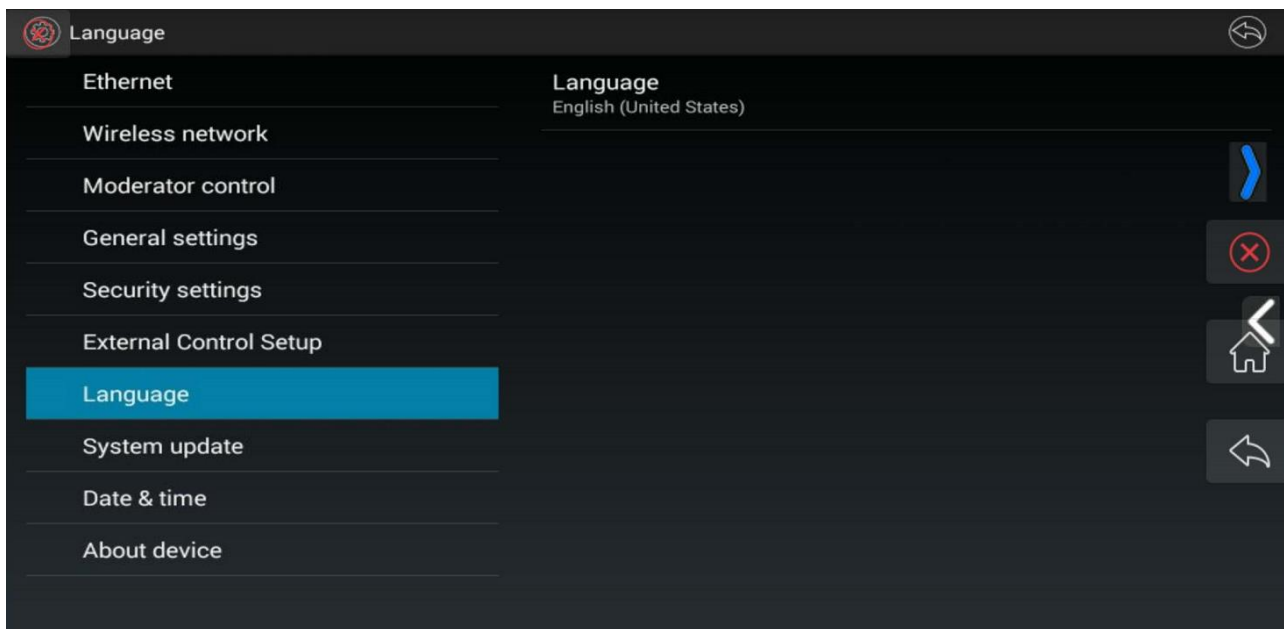 Language
Ethernet
Wireless network
Moderator control
General settings
Security settings
External Control Setup
Language
System update
Date & time
About device
Language
English (United States)